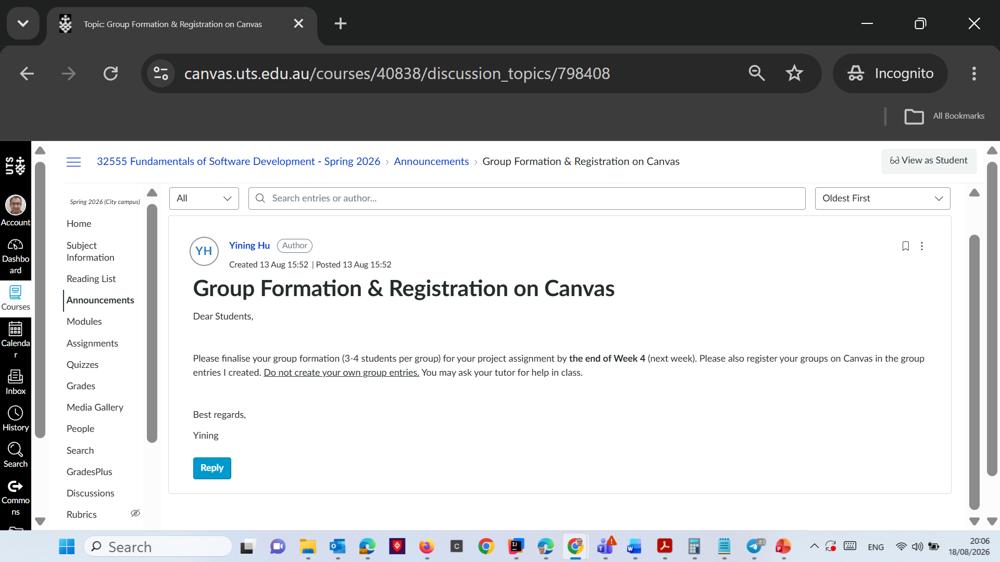 Topic: Group Formation & Registration on Canvas
canvas.uts.edu.au/courses/40838/discussion_topics/798408
Incognito
All Bookmarks
UTS
Account
Dashbo
ard
Courses
Calenda
r
Inbox
History
Search
Commo
ns
32555 Fundamentals of Software Development - Spring 2026 › Announcements › Group Formation & Registration on Canvas
View as Student
Spring 2026 (City campus)
Home
Subject
Information
Reading List
Announcements
Modules
Assignments
Quizzes
Grades
Media Gallery
People
Search
GradesPlus
Discussions
Rubrics
All
Search entries or author...
Oldest First
YH
Yining Hu
Author
Created 13 Aug 15:52 | Posted 13 Aug 15:52
Group Formation & Registration on Canvas
Dear Students,
Please finalise your group formation (3-4 students per group) for your project assignment by the end of Week 4 (next week). Please also register your groups on Canvas in the group
entries I created. Do not create your own group entries. You may ask your tutor for help in class.
Best regards,
Yining
Reply
Search
83
ENG
20:06
18/08/2026